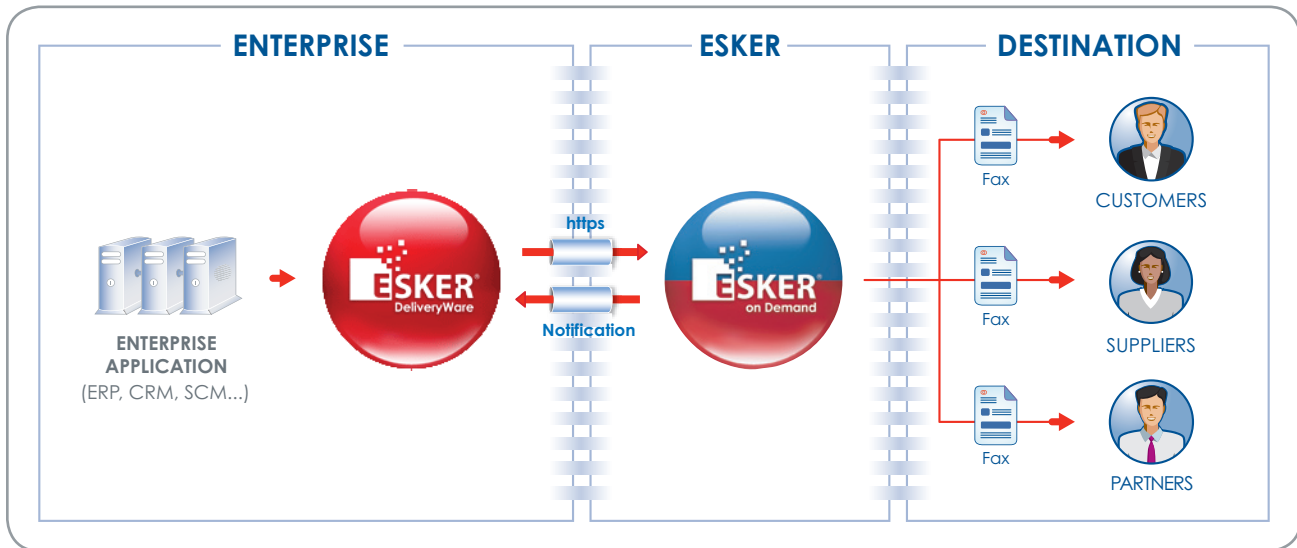 ENTERPRISE
ESKER
DESTINATION
Fax
CUSTOMERS
https
ESKER®
DeliveryWare
ESKER®
on Demand
Notification
Fax
SUPPLIERS
ENTERPRISE
APPLICATION
(ERP, CRM, SCM...)
Fax
PARTNERS